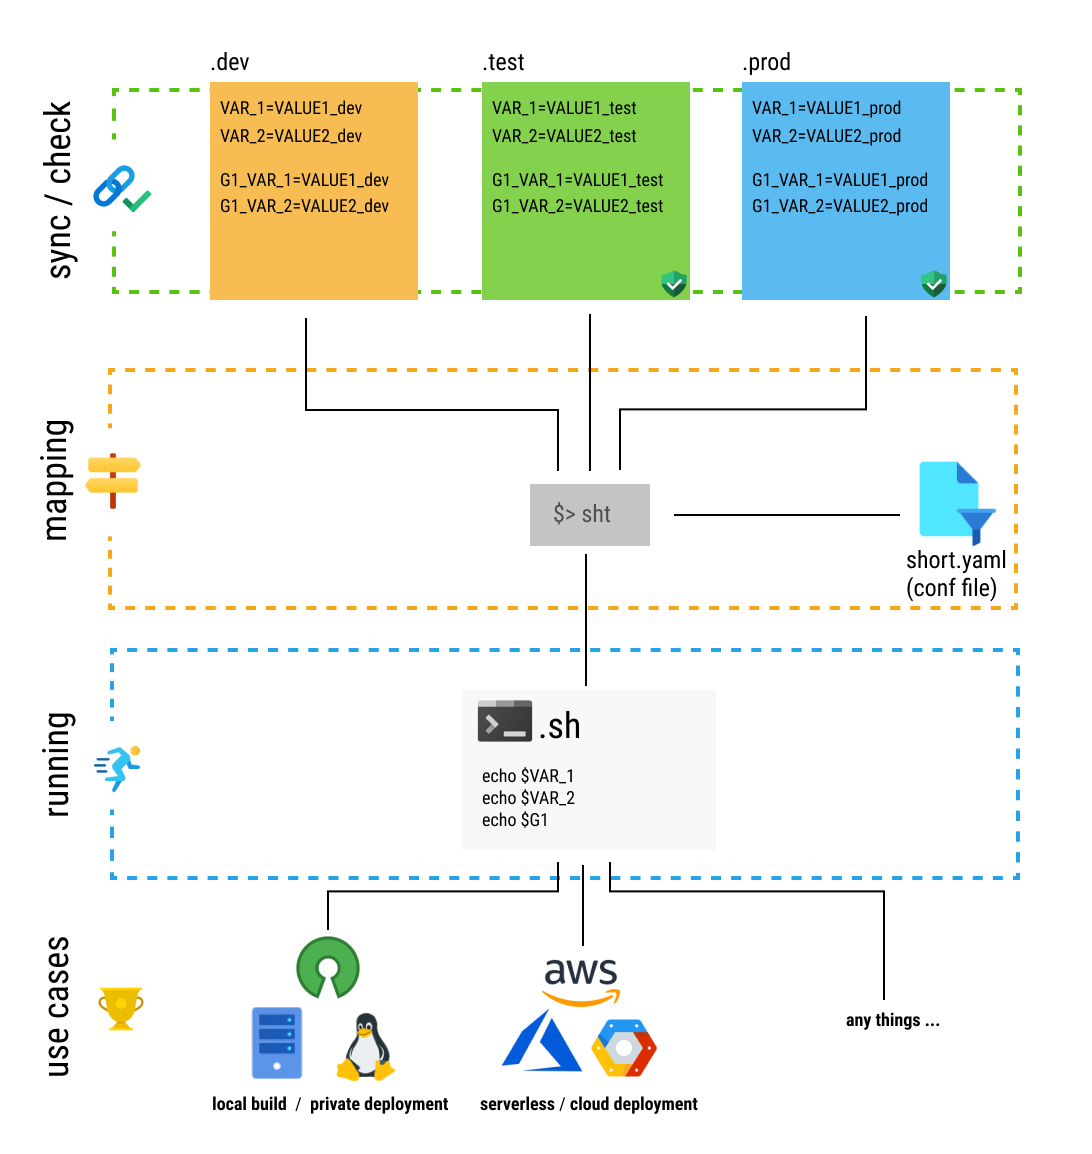 .dev
.test
.prod
sync / check
VAR_1=VALUE1_dev
VAR_2=VALUE2_dev
G1_VAR_1=VALUE1_dev
G1_VAR_2=VALUE2_dev
VAR_1=VALUE1_test
VAR_2=VALUE2_test
G1_VAR_1=VALUE1_test
G1_VAR_2=VALUE2_test
VAR_1=VALUE1_prod
VAR_2=VALUE2_prod
G1_VAR_1=VALUE1_prod
G1_VAR_2=VALUE2_prod
mapping
$> sht
short.yaml
(conf file)
running
.sh
echo $VAR_1
echo $VAR_2
echo $G1
use cases
aws
any things ...
local build / private deployment
serverless / cloud deployment